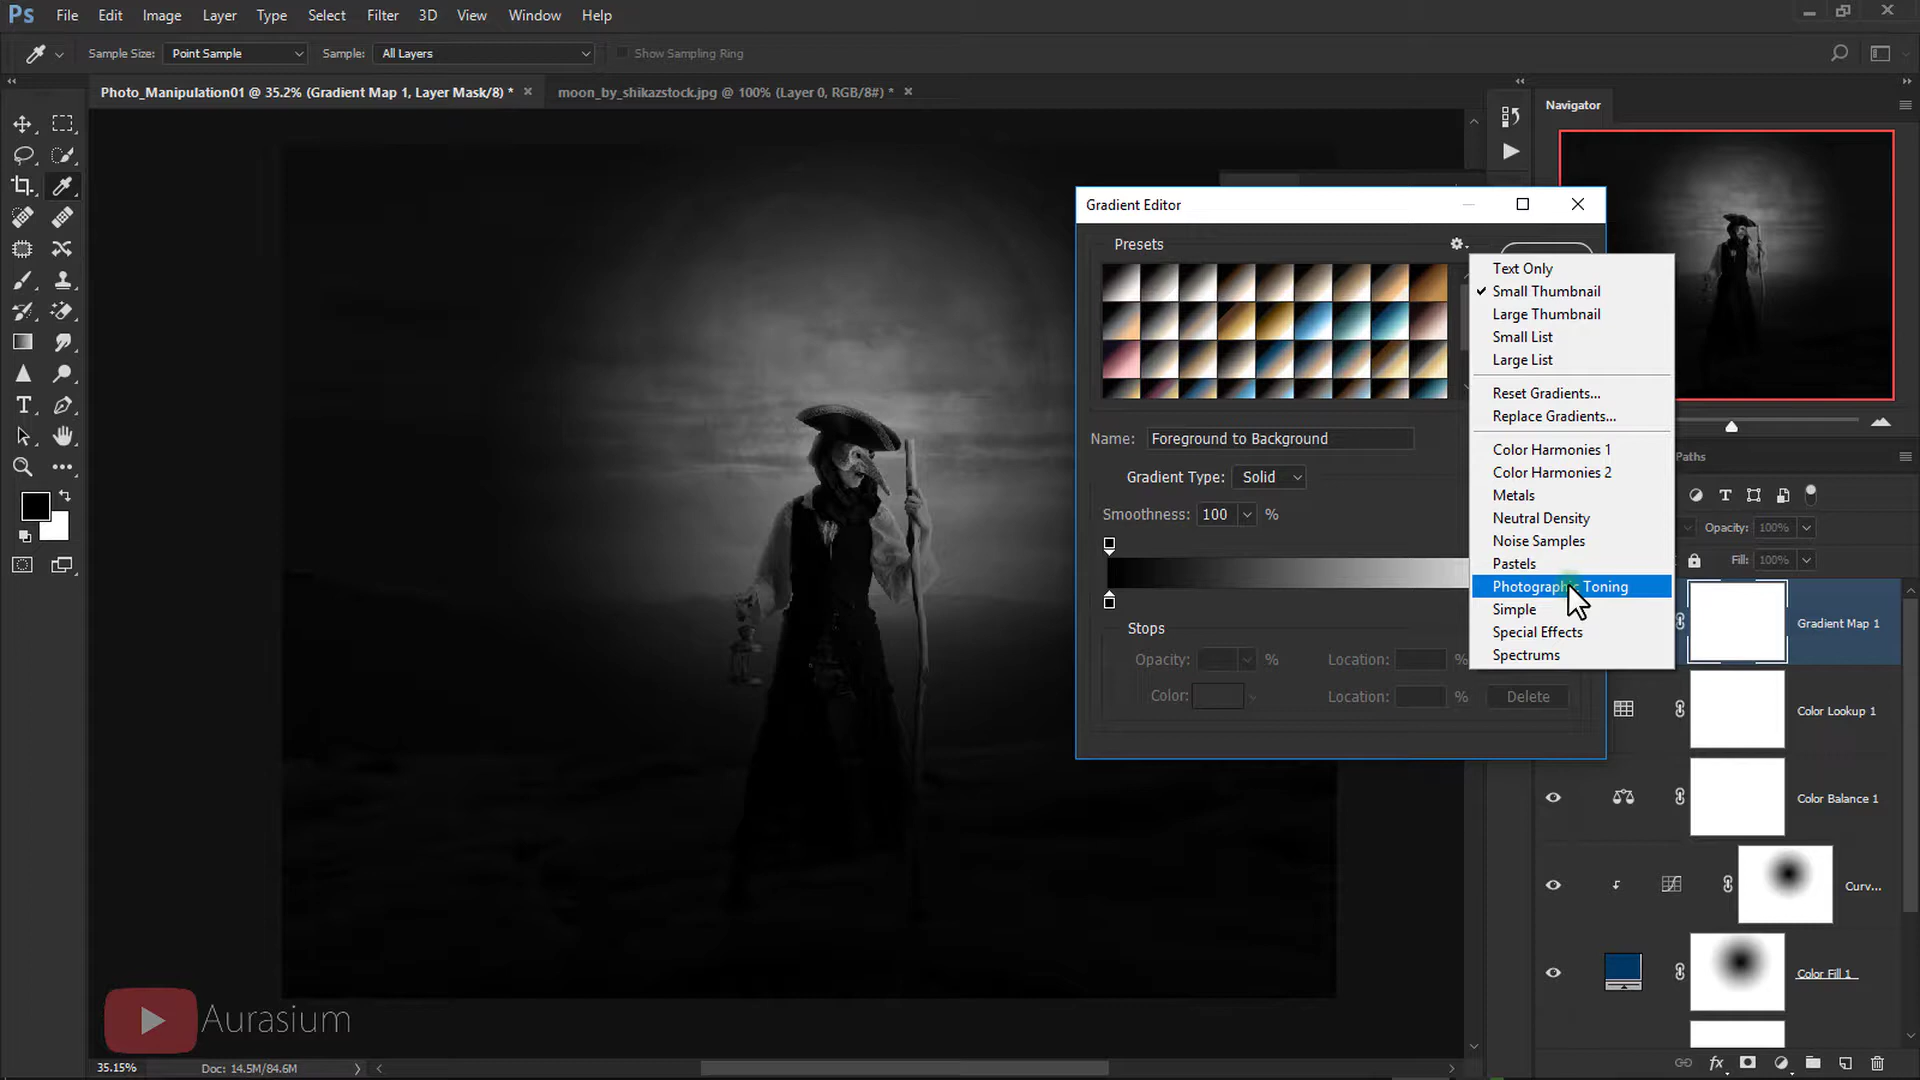 Ps File Edit Image Layer Type Select Filter 3D View Window Help
Sample Size: Point Sample Sample: All Layers Show Sampling Ring
Photo_Manipulation01 @ 35.2% (Gradient Map 1, Layer Mask/8) * moon_by_shikazstock.jpg @ 100% (Layer 0, RGB/8#) *
Navigator
Gradient Editor
Presets
Text Only
Small Thumbnail
Large Thumbnail
Small List
Large List
Reset Gradients...
Replace Gradients...
Color Harmonies 1
Color Harmonies 2
Metals
Neutral Density
Noise Samples
Pastels
Photographic Toning
Simple
Special Effects
Spectrums
Name: Foreground to Background
Gradient Type: Solid
Smoothness: 100 %
Stops
Opacity: % Location: %
Color: Location: % Delete
Paths
Opacity: 100%
Fill: 100%
Gradient Map 1
Color Lookup 1
Color Balance 1
Curv...
Color Fill 1
Aurasium
35.15% Doc: 14.5M/84.6M